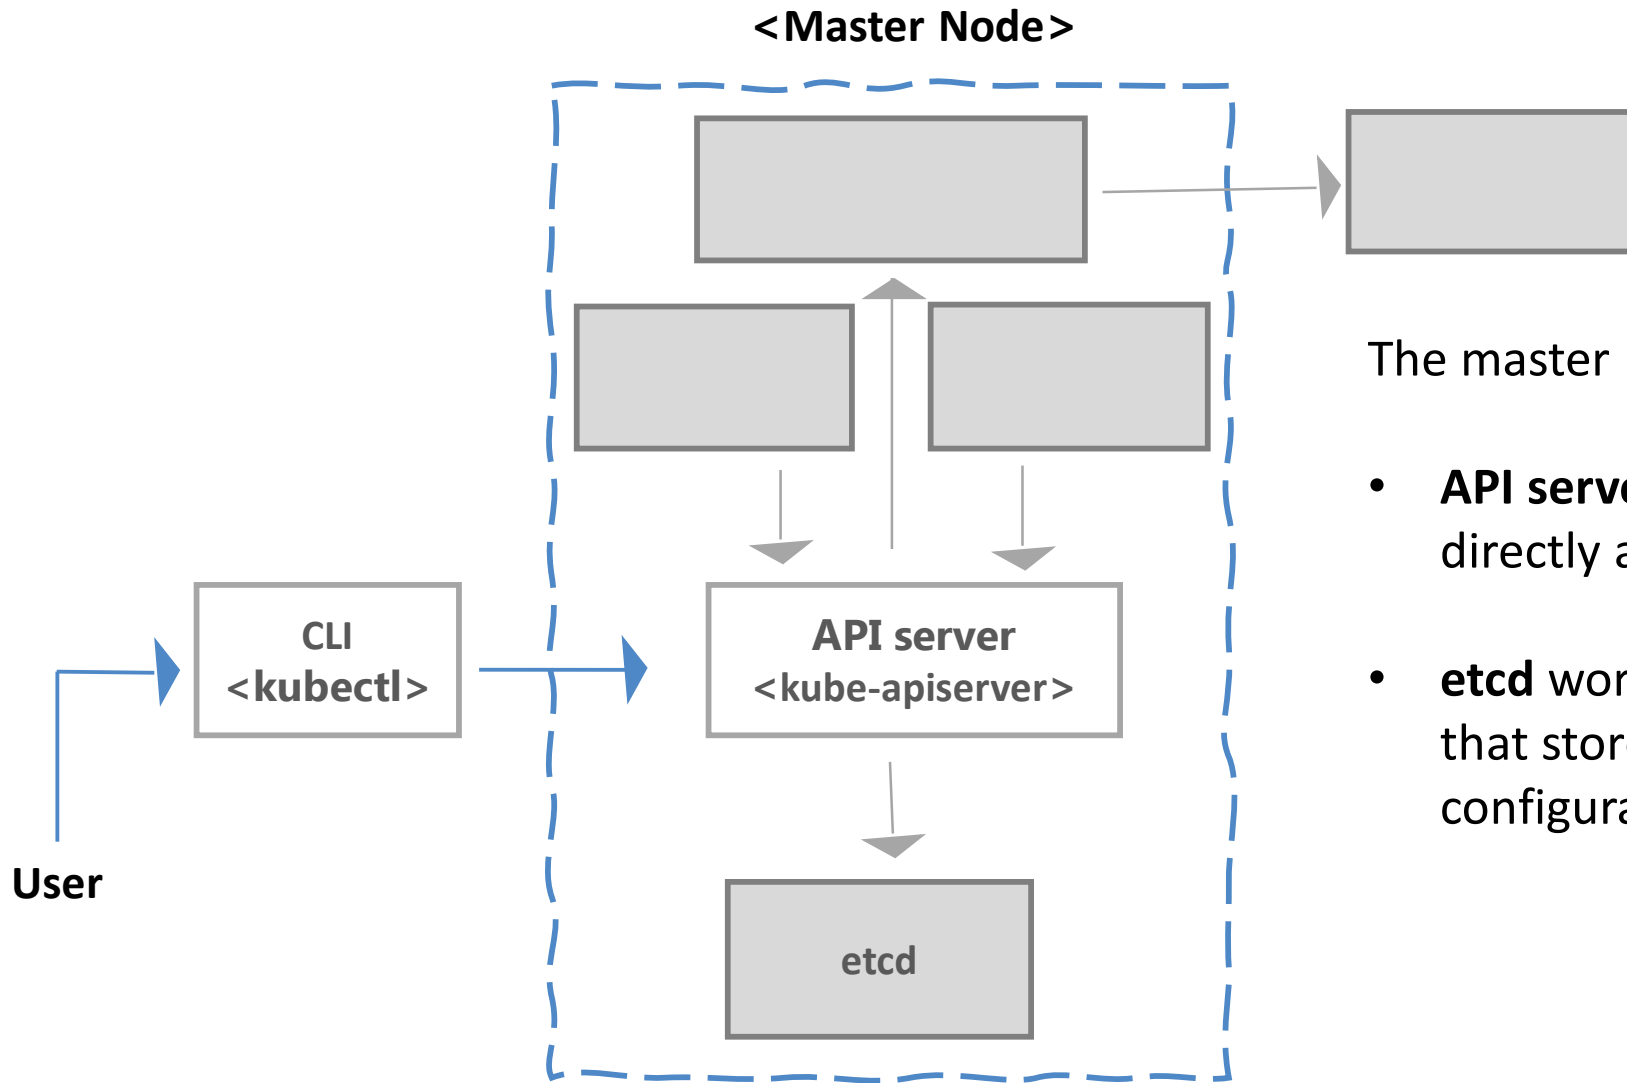 <Master Node>
The master
API serve
directly a
CLI
<kubectl>
API server
<kube-apiserver>
etcd wor
that stor
configura
User
etcd